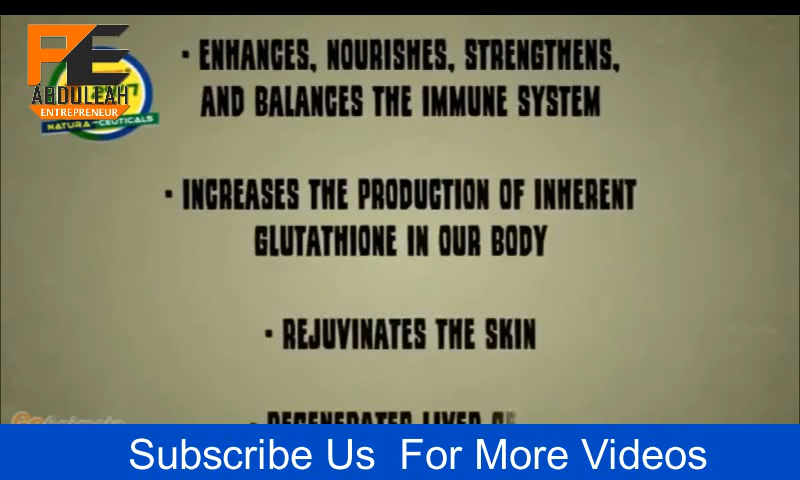 • ENHANCES, NOURISHES, STRENGTHENS,
AND BALANCES THE IMMUNE SYSTEM
ABDULLAH
ENTREPRENEUR
NATURA-CEUTICALS
• INCREASES THE PRODUCTION OF INHERENT
GLUTATHIONE IN OUR BODY
• REJUVINATES THE SKIN
Subscribe Us For More Videos